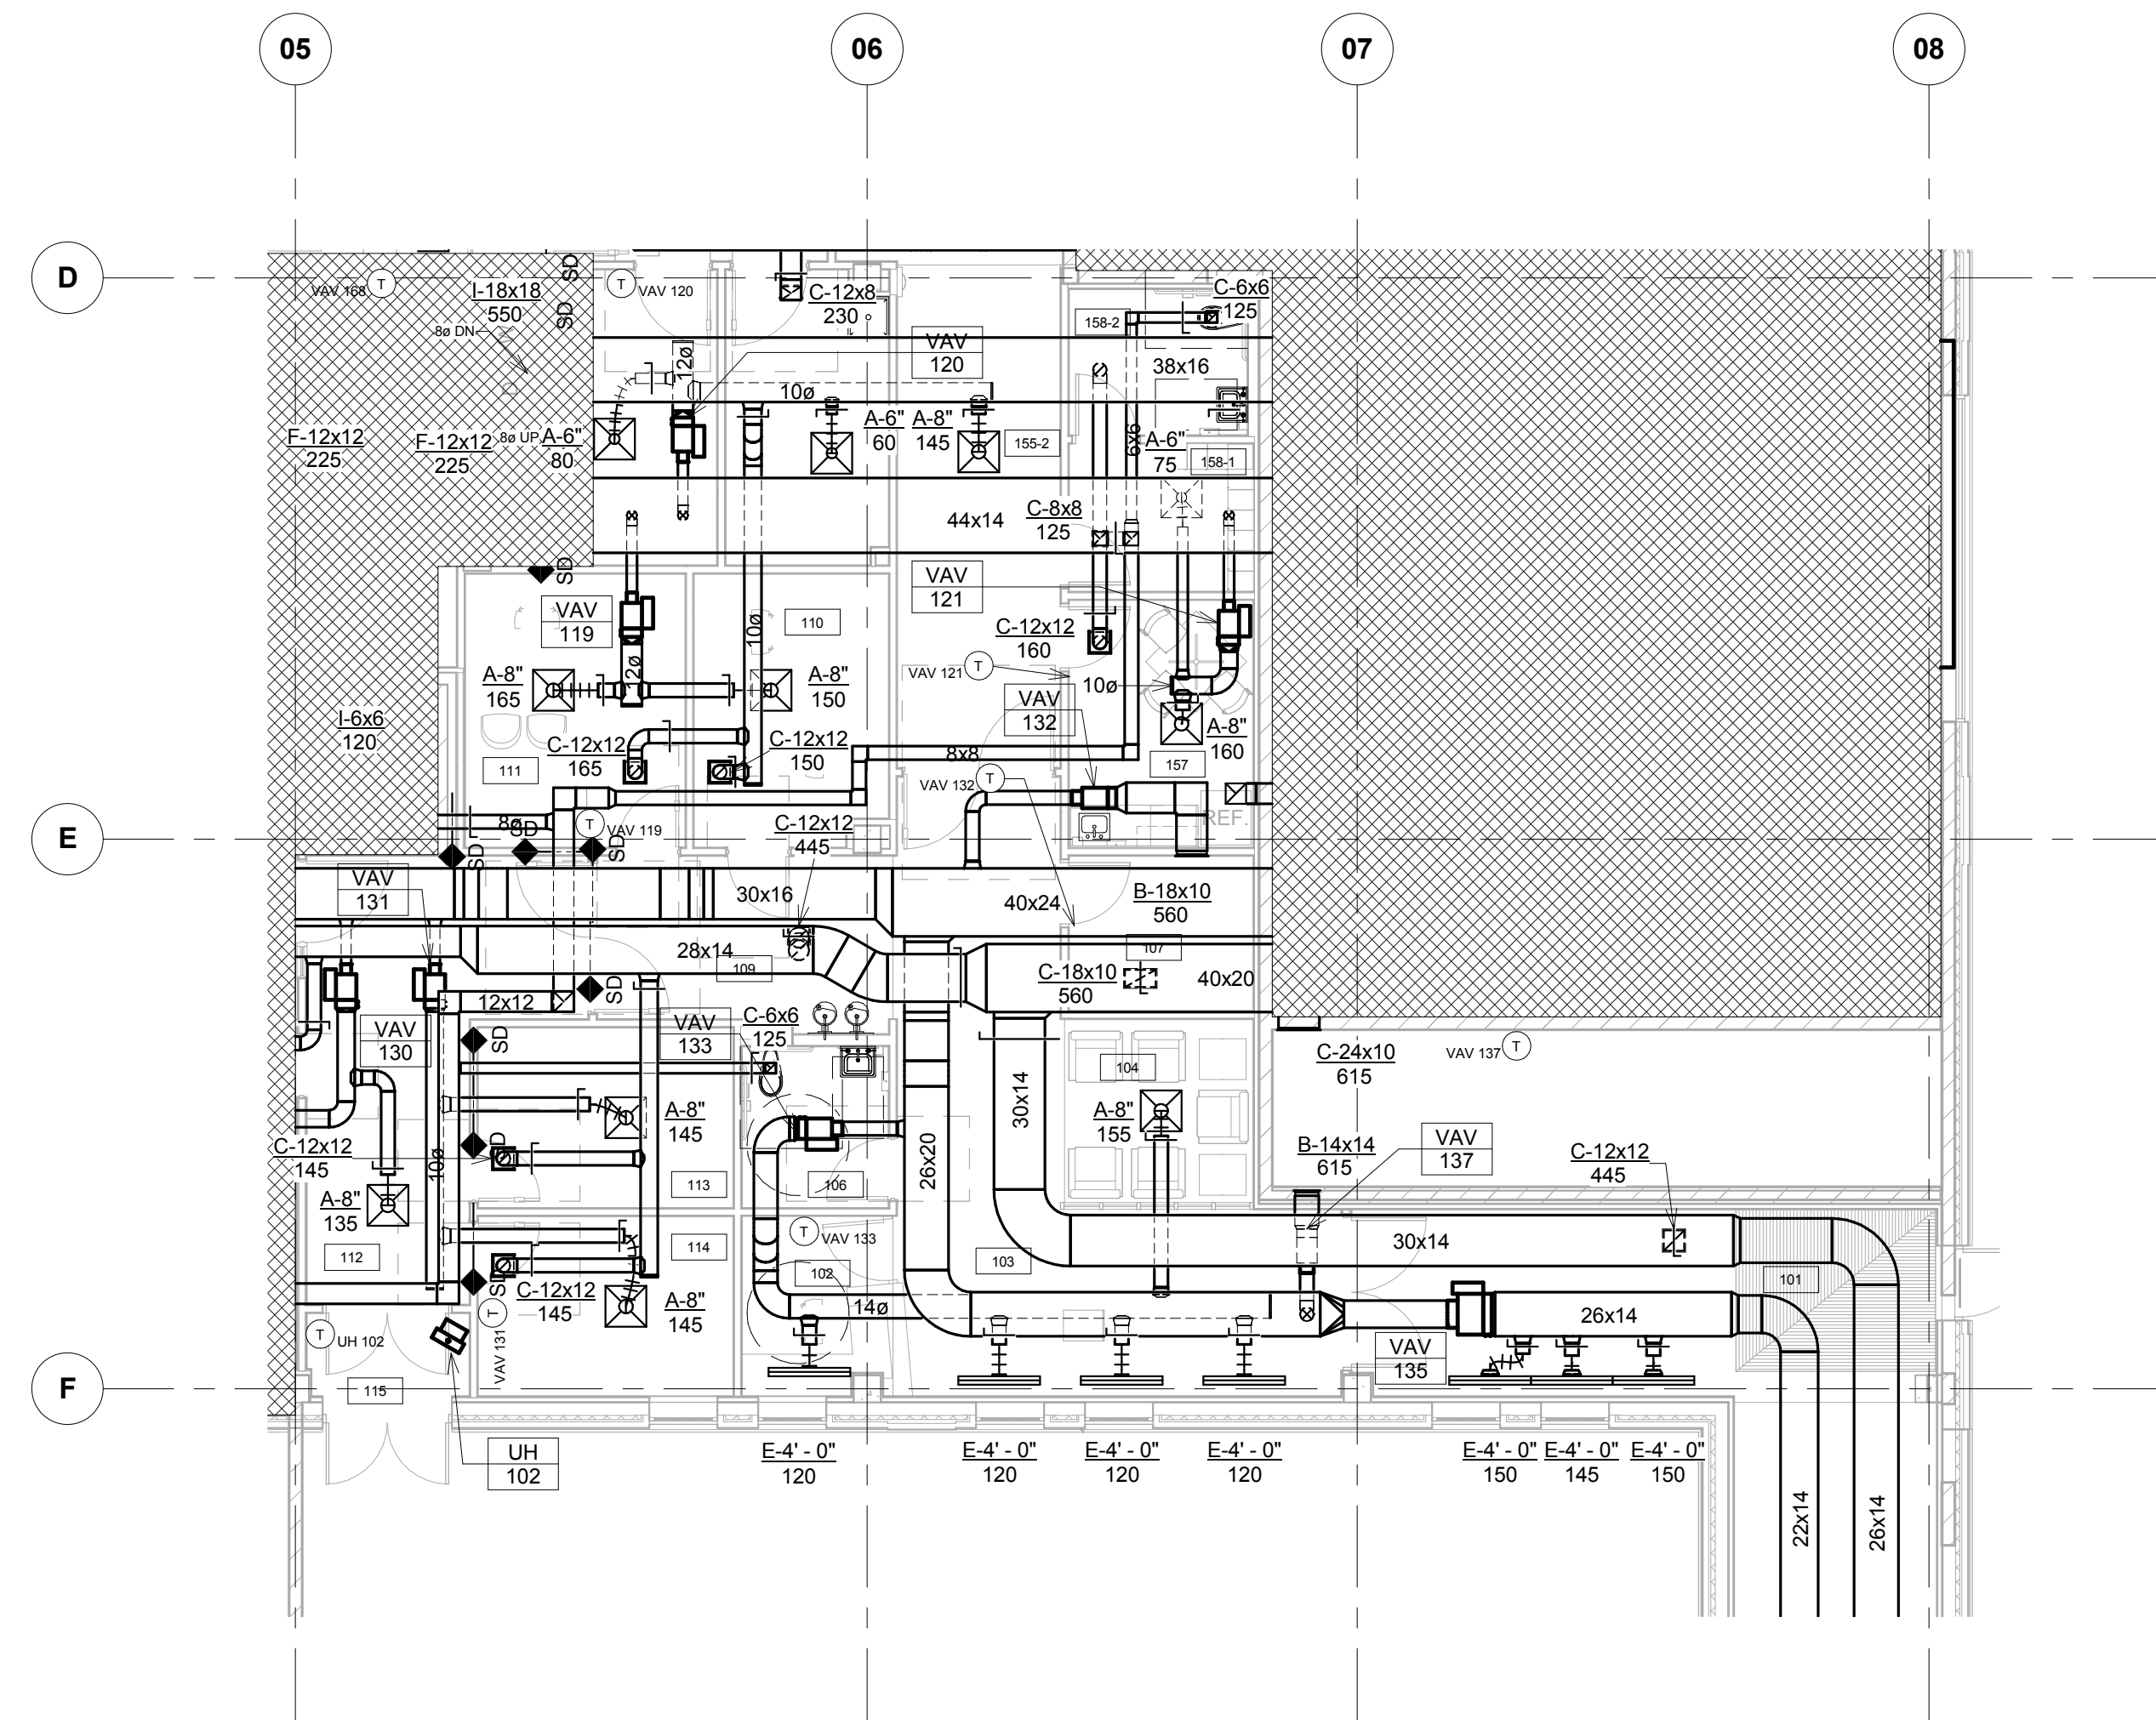 05
06
07
08
D
VAV 168
T
I-18x18
550
8ø DN
SD
SD
T
VAV 120
C-12x8
230
VAV
120
158-2
C-6x6
125
38x16
12ø
10ø
F-12x12
225
F-12x12
225
8ø UP
A-6"
80
A-6"
60
A-8"
145
155-2
6x6
A-6"
75
158-1
44x14
C-8x8
125
SD
VAV
119
110
10ø
VAV
121
C-12x12
160
12ø
A-8"
165
A-8"
150
VAV 121
T
10ø
VAV
132
I-6x6
120
C-12x12
165
C-12x12
150
A-8"
160
111
8x8
157
VAV 132
T
E
8ø
SD
T
VAV 119
SD
SD
C-12x12
445
REF.
VAV
131
30x16
40x24
B-18x10
560
28x14
109
107
C-18x10
560
40x20
SD
12x12
VAV
130
SD
VAV
133
C-6x6
125
C-24x10
615
VAV 137
T
104
30x14
A-8"
145
A-8"
155
C-12x12
145
SD
10ø
26x20
B-14x14
615
VAV
137
C-12x12
445
A-8"
135
113
106
112
114
T
VAV 133
102
103
30x14
101
SD
C-12x12
145
A-8"
145
14ø
26x14
T
UH 102
T
VAV 131
VAV
135
F
115
UH
102
E-4' - 0"
120
E-4' - 0"
120
E-4' - 0"
120
E-4' - 0"
120
E-4' - 0"
150
E-4' - 0"
145
E-4' - 0"
150
22x14
26x14